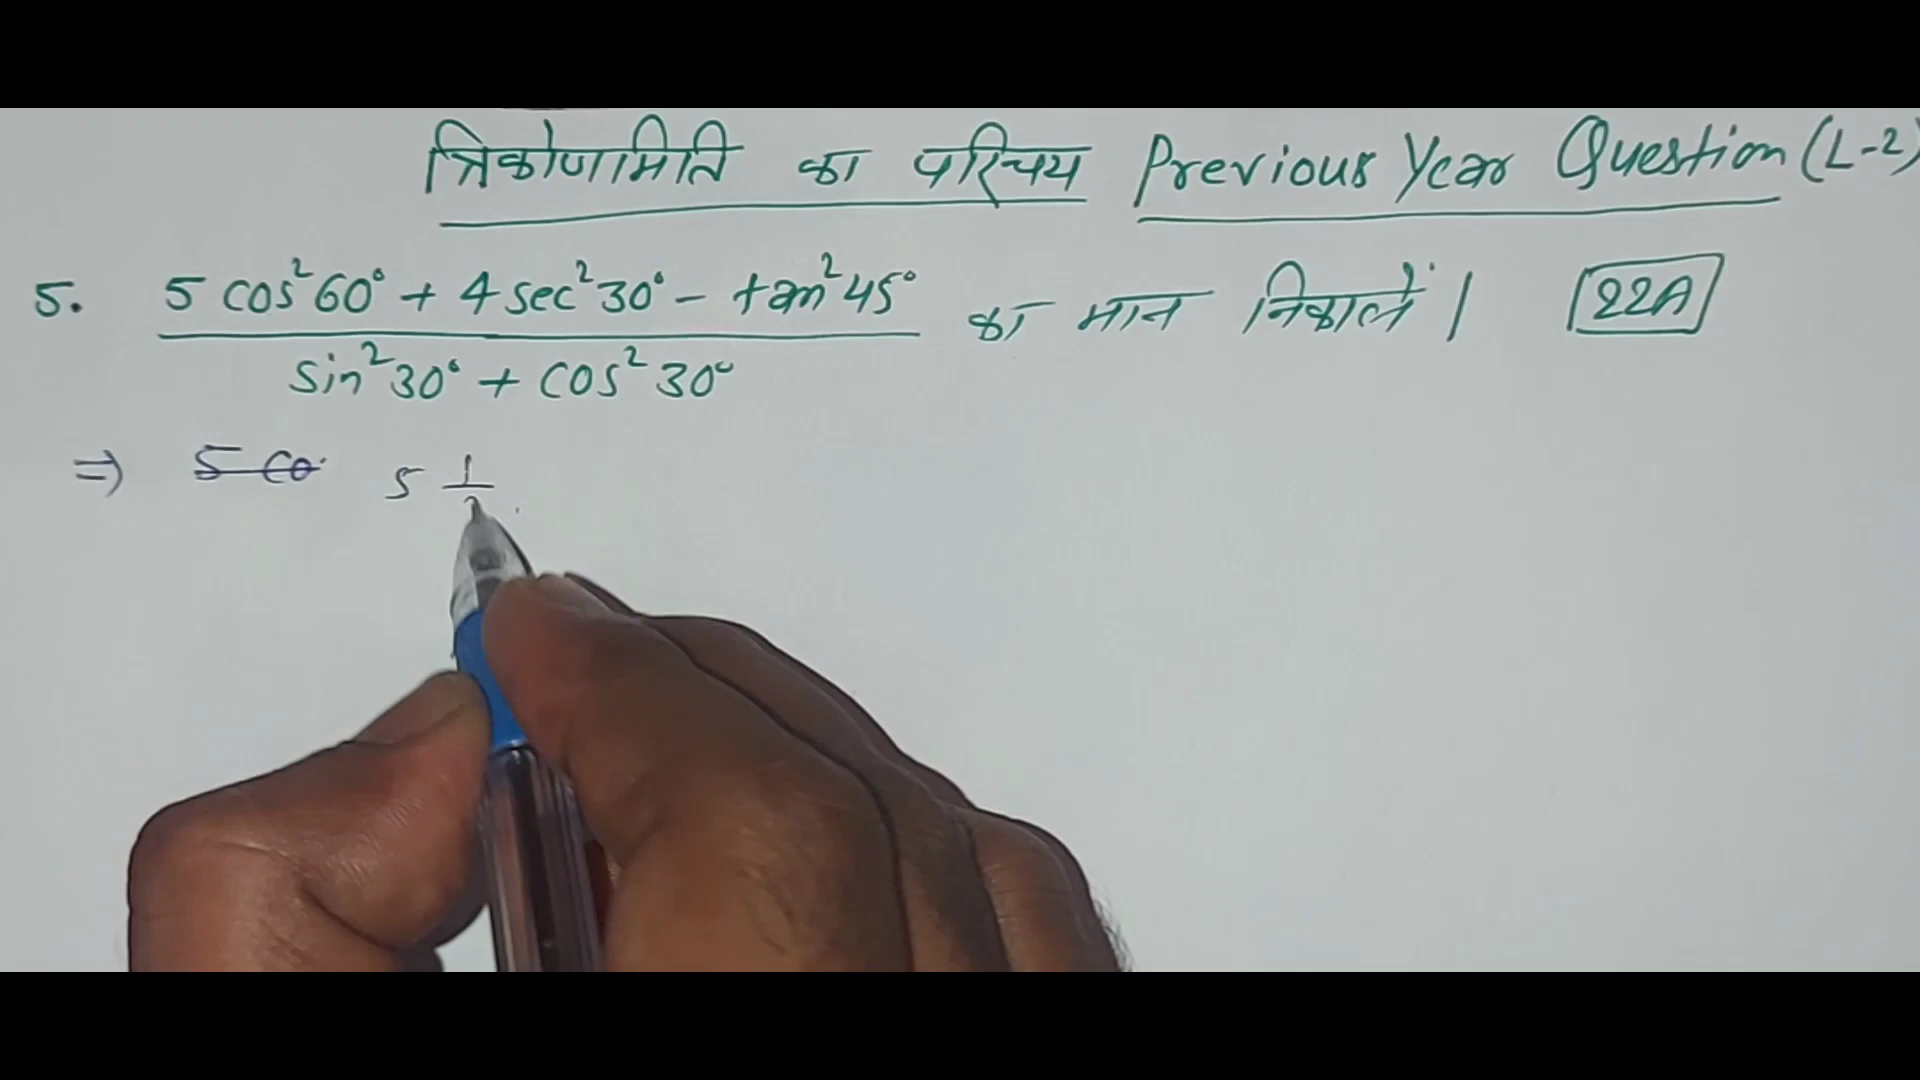 त्रिकोणामिति का परिचय Previous Year Question (L-2)
5. 5 cos²60° + 4 sec²30° - tan²45° का मान निकालें। 22A
sin²30° + cos²30°
⇒ 5 co 5 1